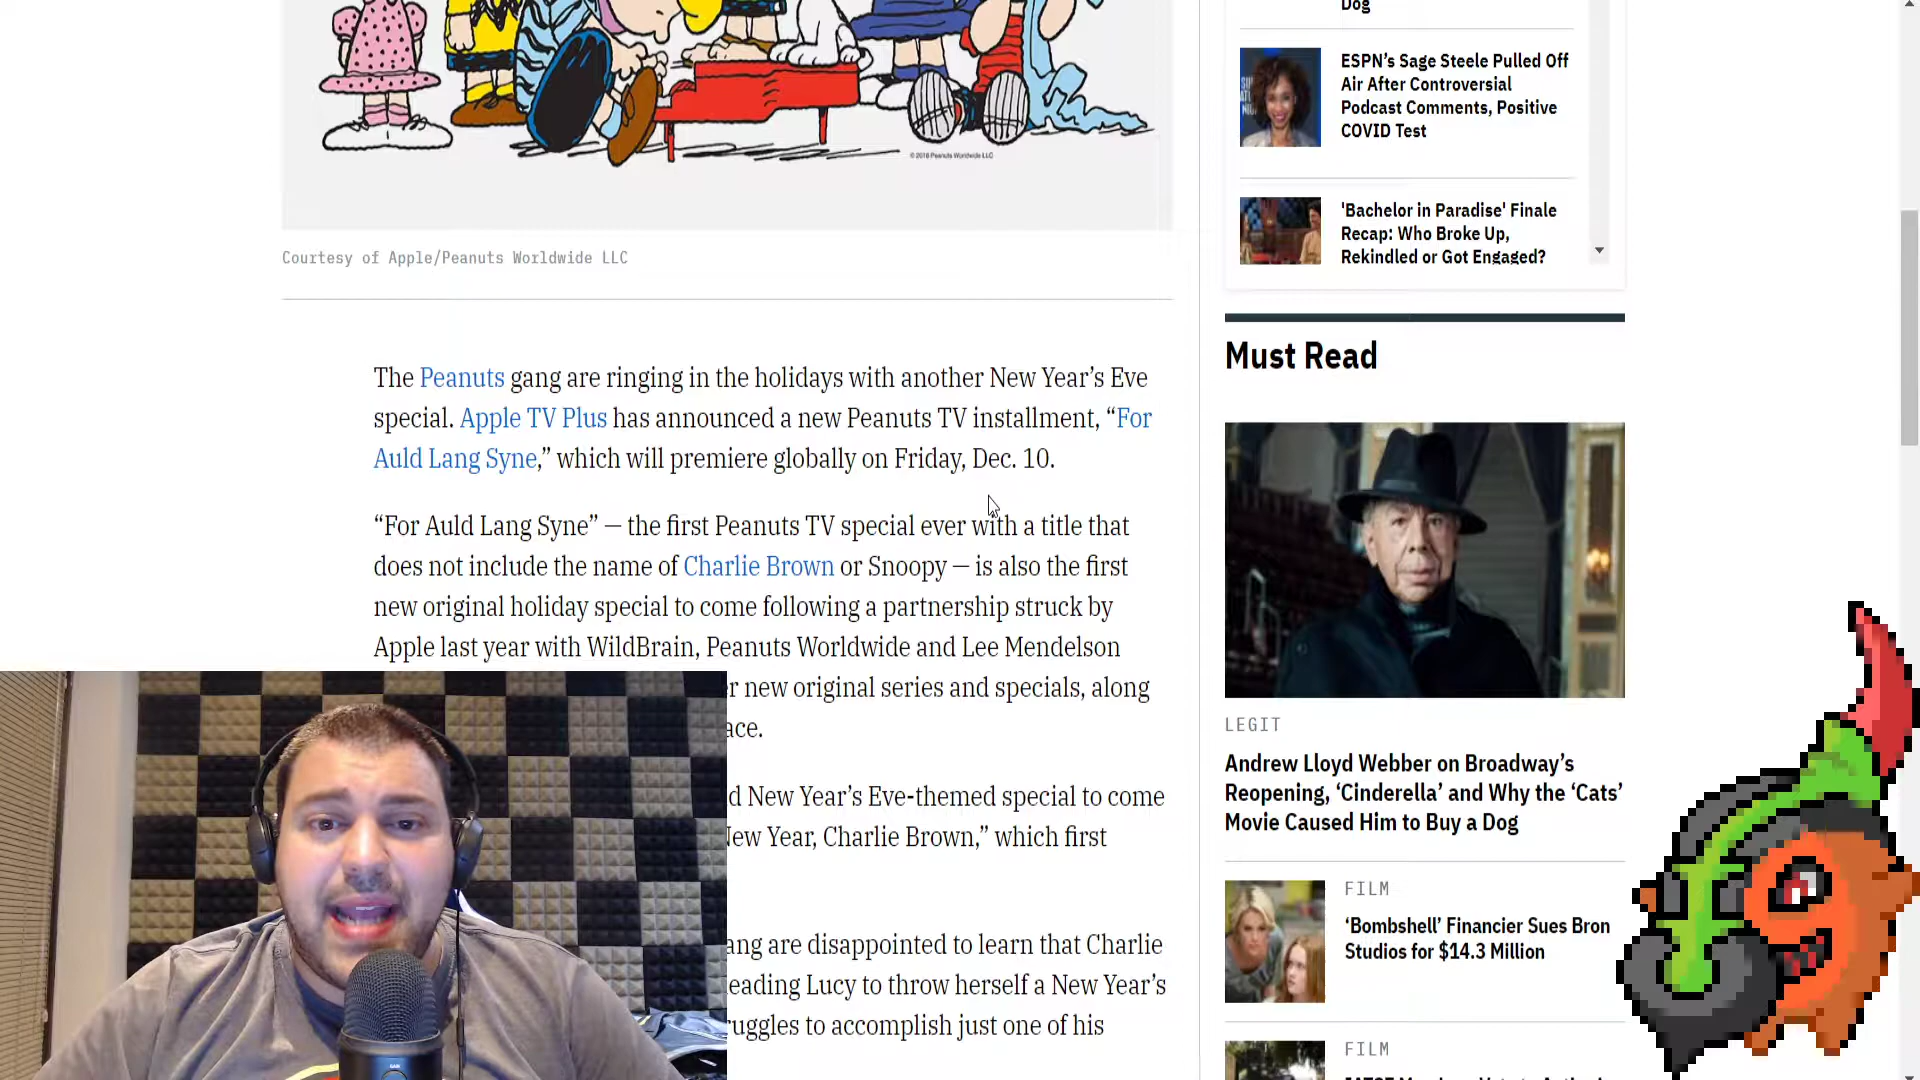 Dog
ESPN’s Sage Steele Pulled Off
Air After Controversial
Podcast Comments, Positive
COVID Test
'Bachelor in Paradise' Finale
Recap: Who Broke Up,
Rekindled or Got Engaged?
© 2018 Peanuts Worldwide LLC
Courtesy of Apple/Peanuts Worldwide LLC
The Peanuts gang are ringing in the holidays with another New Year’s Eve
special. Apple TV Plus has announced a new Peanuts TV installment, “For
Auld Lang Syne,” which will premiere globally on Friday, Dec. 10.
“For Auld Lang Syne” — the first Peanuts TV special ever with a title that
does not include the name of Charlie Brown or Snoopy — is also the first
new original holiday special to come following a partnership struck by
Apple last year with WildBrain, Peanuts Worldwide and Lee Mendelson
new original series and specials, along
New Year’s Eve-themed special to come
Year, Charlie Brown,” which first
are disappointed to learn that Charlie
Lucy to throw herself a New Year’s
to accomplish just one of his
Must Read
LEGIT
Andrew Lloyd Webber on Broadway’s
Reopening, ‘Cinderella’ and Why the ‘Cats’
Movie Caused Him to Buy a Dog
FILM
‘Bombshell’ Financier Sues Bron
Studios for $14.3 Million
FILM